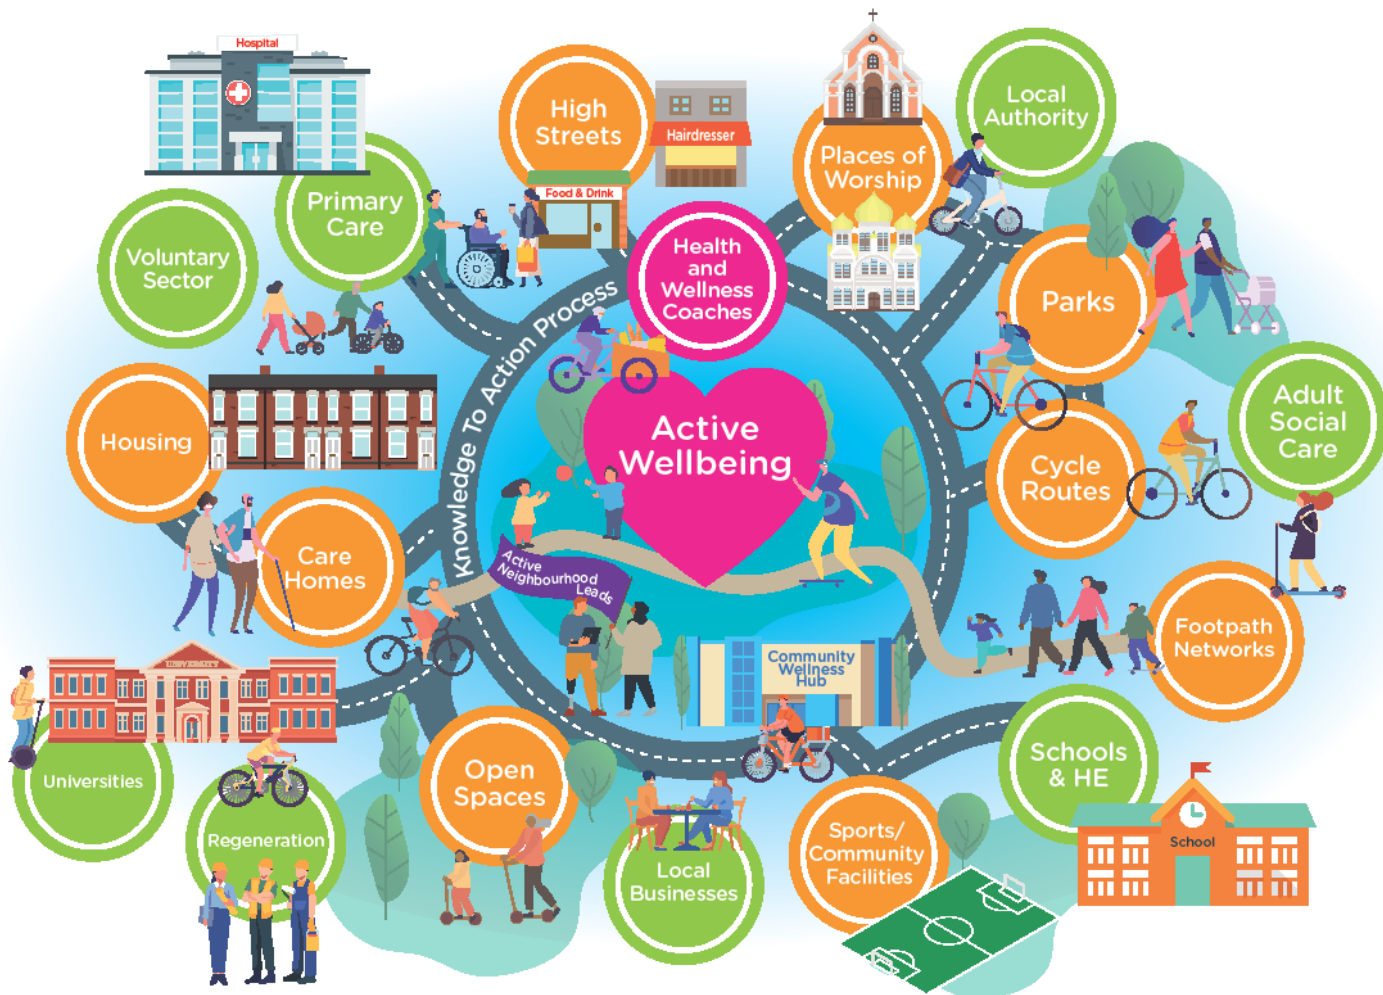 Hospital
High
Streets
Hairdresser
Food & Drink
Places of
Worship
Local
Authority
Primary
Care
Voluntary
Sector
Health
and
Wellness
Coaches
Parks
Knowledge To Action Process
Housing
Active
Wellbeing
Cycle
Routes
Adult
Social
Care
Care
Homes
Active
Neighbourhood
Leads
Footpath
Networks
Community
Wellness
Hub
UNIVERSITY
Universities
Regeneration
Open
Spaces
Local
Businesses
Sports/
Community
Facilities
Schools
& HE
School